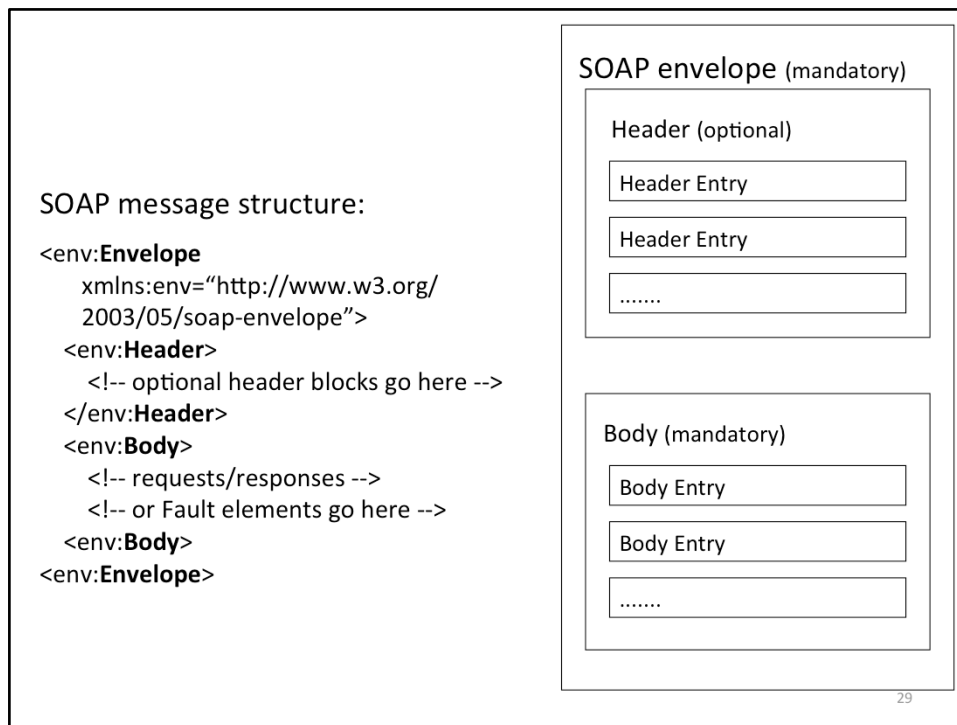 SOAP message structure:
<env:Envelope
xmlns:env=“http://www.w3.org/
2003/05/soap-envelope”>
<env:Header>
<!-- optional header blocks go here -->
</env:Header>
<env:Body>
<!-- requests/responses -->
<!-- or Fault elements go here -->
<env:Body>
<env:Envelope>
SOAP envelope (mandatory)
Header (optional)
Header Entry
Header Entry
.......
Body (mandatory)
Body Entry
Body Entry
.......
29